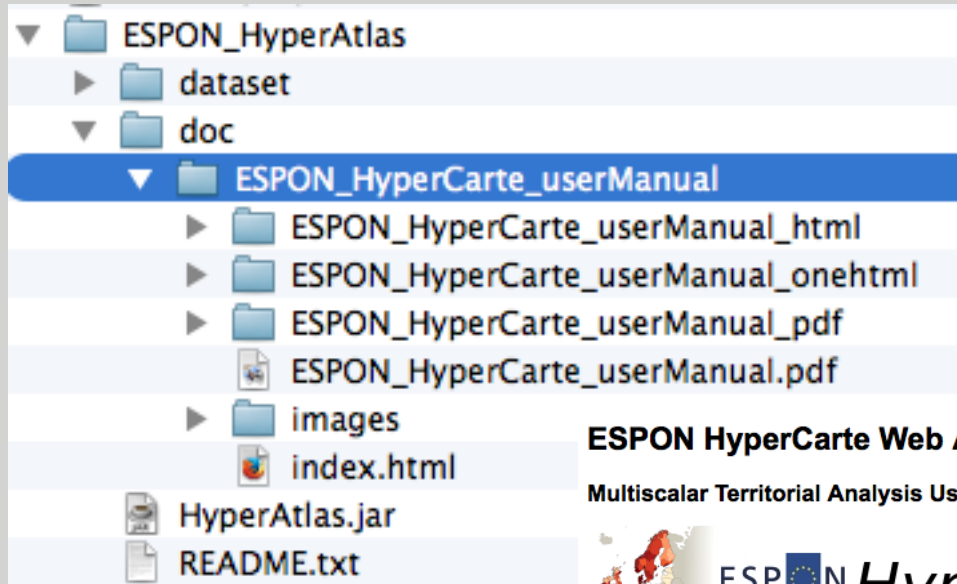 ESPON_HyperAtlas
dataset
doc
ESPON_HyperCarte_userManual
ESPON_HyperCarte_userManual_html
ESPON_HyperCarte_userManual_onehtml
ESPON_HyperCarte_userManual_pdf
ESPON_HyperCarte_userManual.pdf
images
index.html
HyperAtlas.jar
README.txt
ESPON HyperCarte Web
Multiscalar Territorial Analysis
ESPON